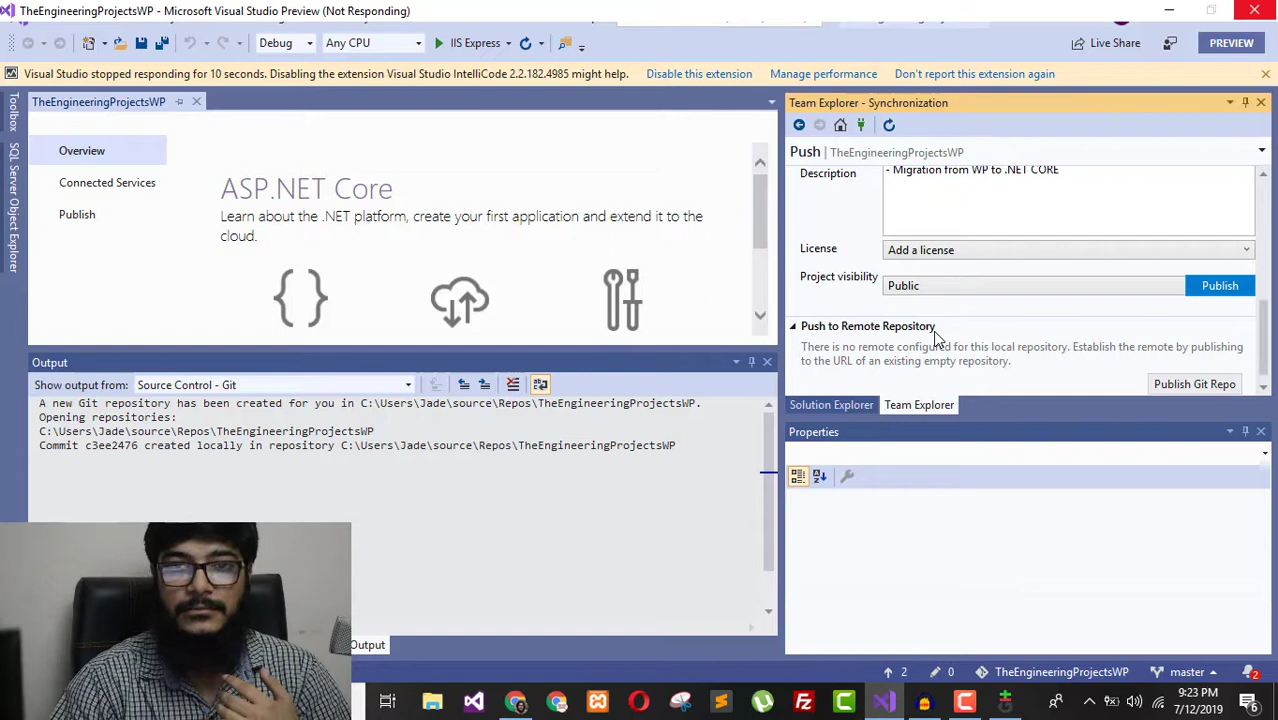 TheEngineeringProjectsWP - Microsoft Visual Studio Preview (Not Responding)
Debug Any CPU IIS Express Live Share PREVIEW
Visual Studio stopped responding for 10 seconds. Disabling the extension Visual Studio IntelliCode 2.2.182.4985 might help. Disable this extension Manage performance Don't report this extension again
Toolbox
SQL Server Object Explorer
TheEngineeringProjectsWP
Overview
Connected Services
Publish
ASP.NET Core
Learn about the .NET platform, create your first application and extend it to the
cloud.
Team Explorer - Synchronization
Push | TheEngineeringProjectsWP
Description - Migration from WP to .NET CORE
License Add a license
Project visibility Public Publish
Push to Remote Repository
There is no remote configured for this local repository. Establish the remote by publishing
to the URL of an existing empty repository.
Publish Git Repo
Solution Explorer Team Explorer
Output
Show output from: Source Control - Git
A new Git repository has been created for you in C:\Users\Jade\source\Repos\TheEngineeringProjectsWP.
Opening repositories:
C:\Users\Jade\source\Repos\TheEngineeringProjectsWP
Commit c3ee2476 created locally in repository C:\Users\Jade\source\Repos\TheEngineeringProjectsWP
Output
Properties
2 0 TheEngineeringProjectsWP master 2
9:23 PM
7/12/2019
6